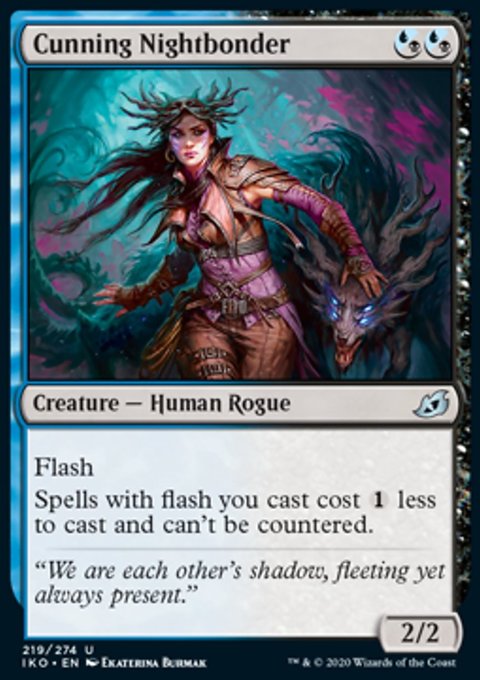 Cunning Nightbonder
Creature — Human Rogue
Flash
Spells with flash you cast cost 1 less
to cast and can't be countered.
"We are each other's shadow, fleeting yet
always present."
2/2
219/274 U
IKO • EN Ekaterina Burmak
™ & © 2020 Wizards of the Coast